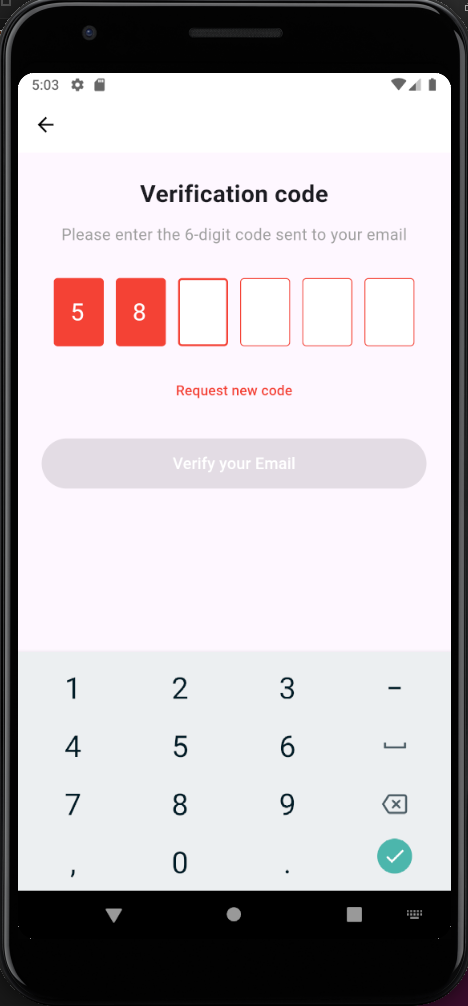 5:03
Verification code
Please enter the 6-digit code sent to your email
5 8
Request new code
Verify your Email
1 2 3 -
4 5 6
7 8 9
, 0 .